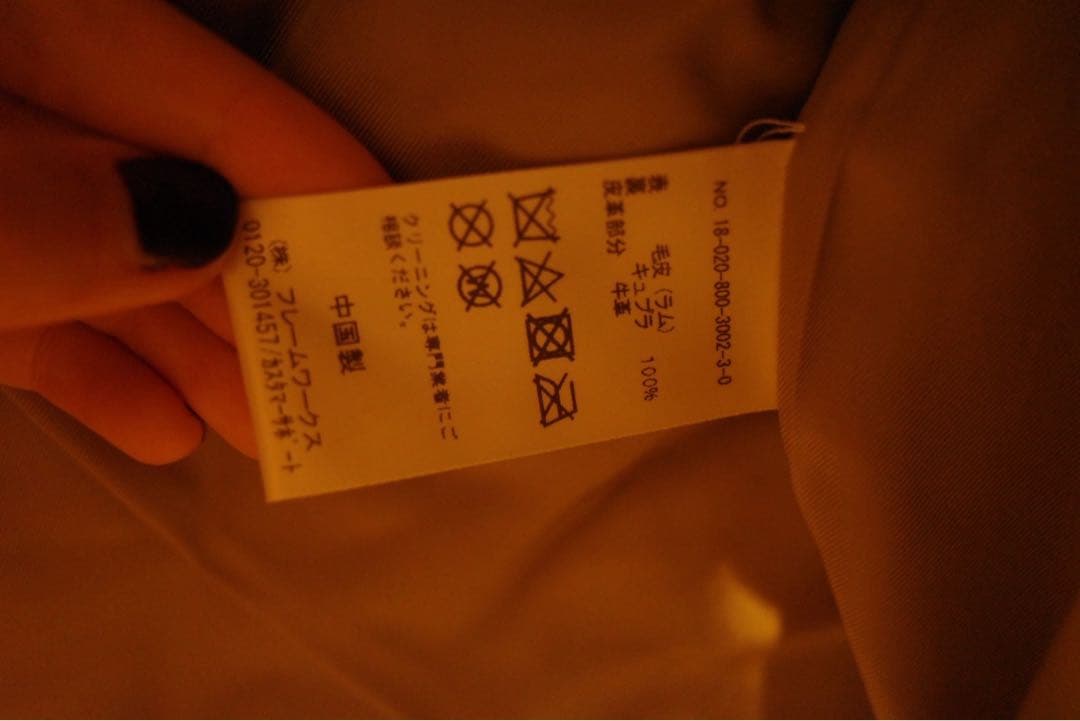 NO. 18-020-800-3002-3-0
表 毛皮（ラム）
裏 キュプラ 100%
皮革部分 牛革
クリーニングは専門業者にご
相談ください。
中国製
（株）フレームワークス
0120-301457/カスタマーサポート